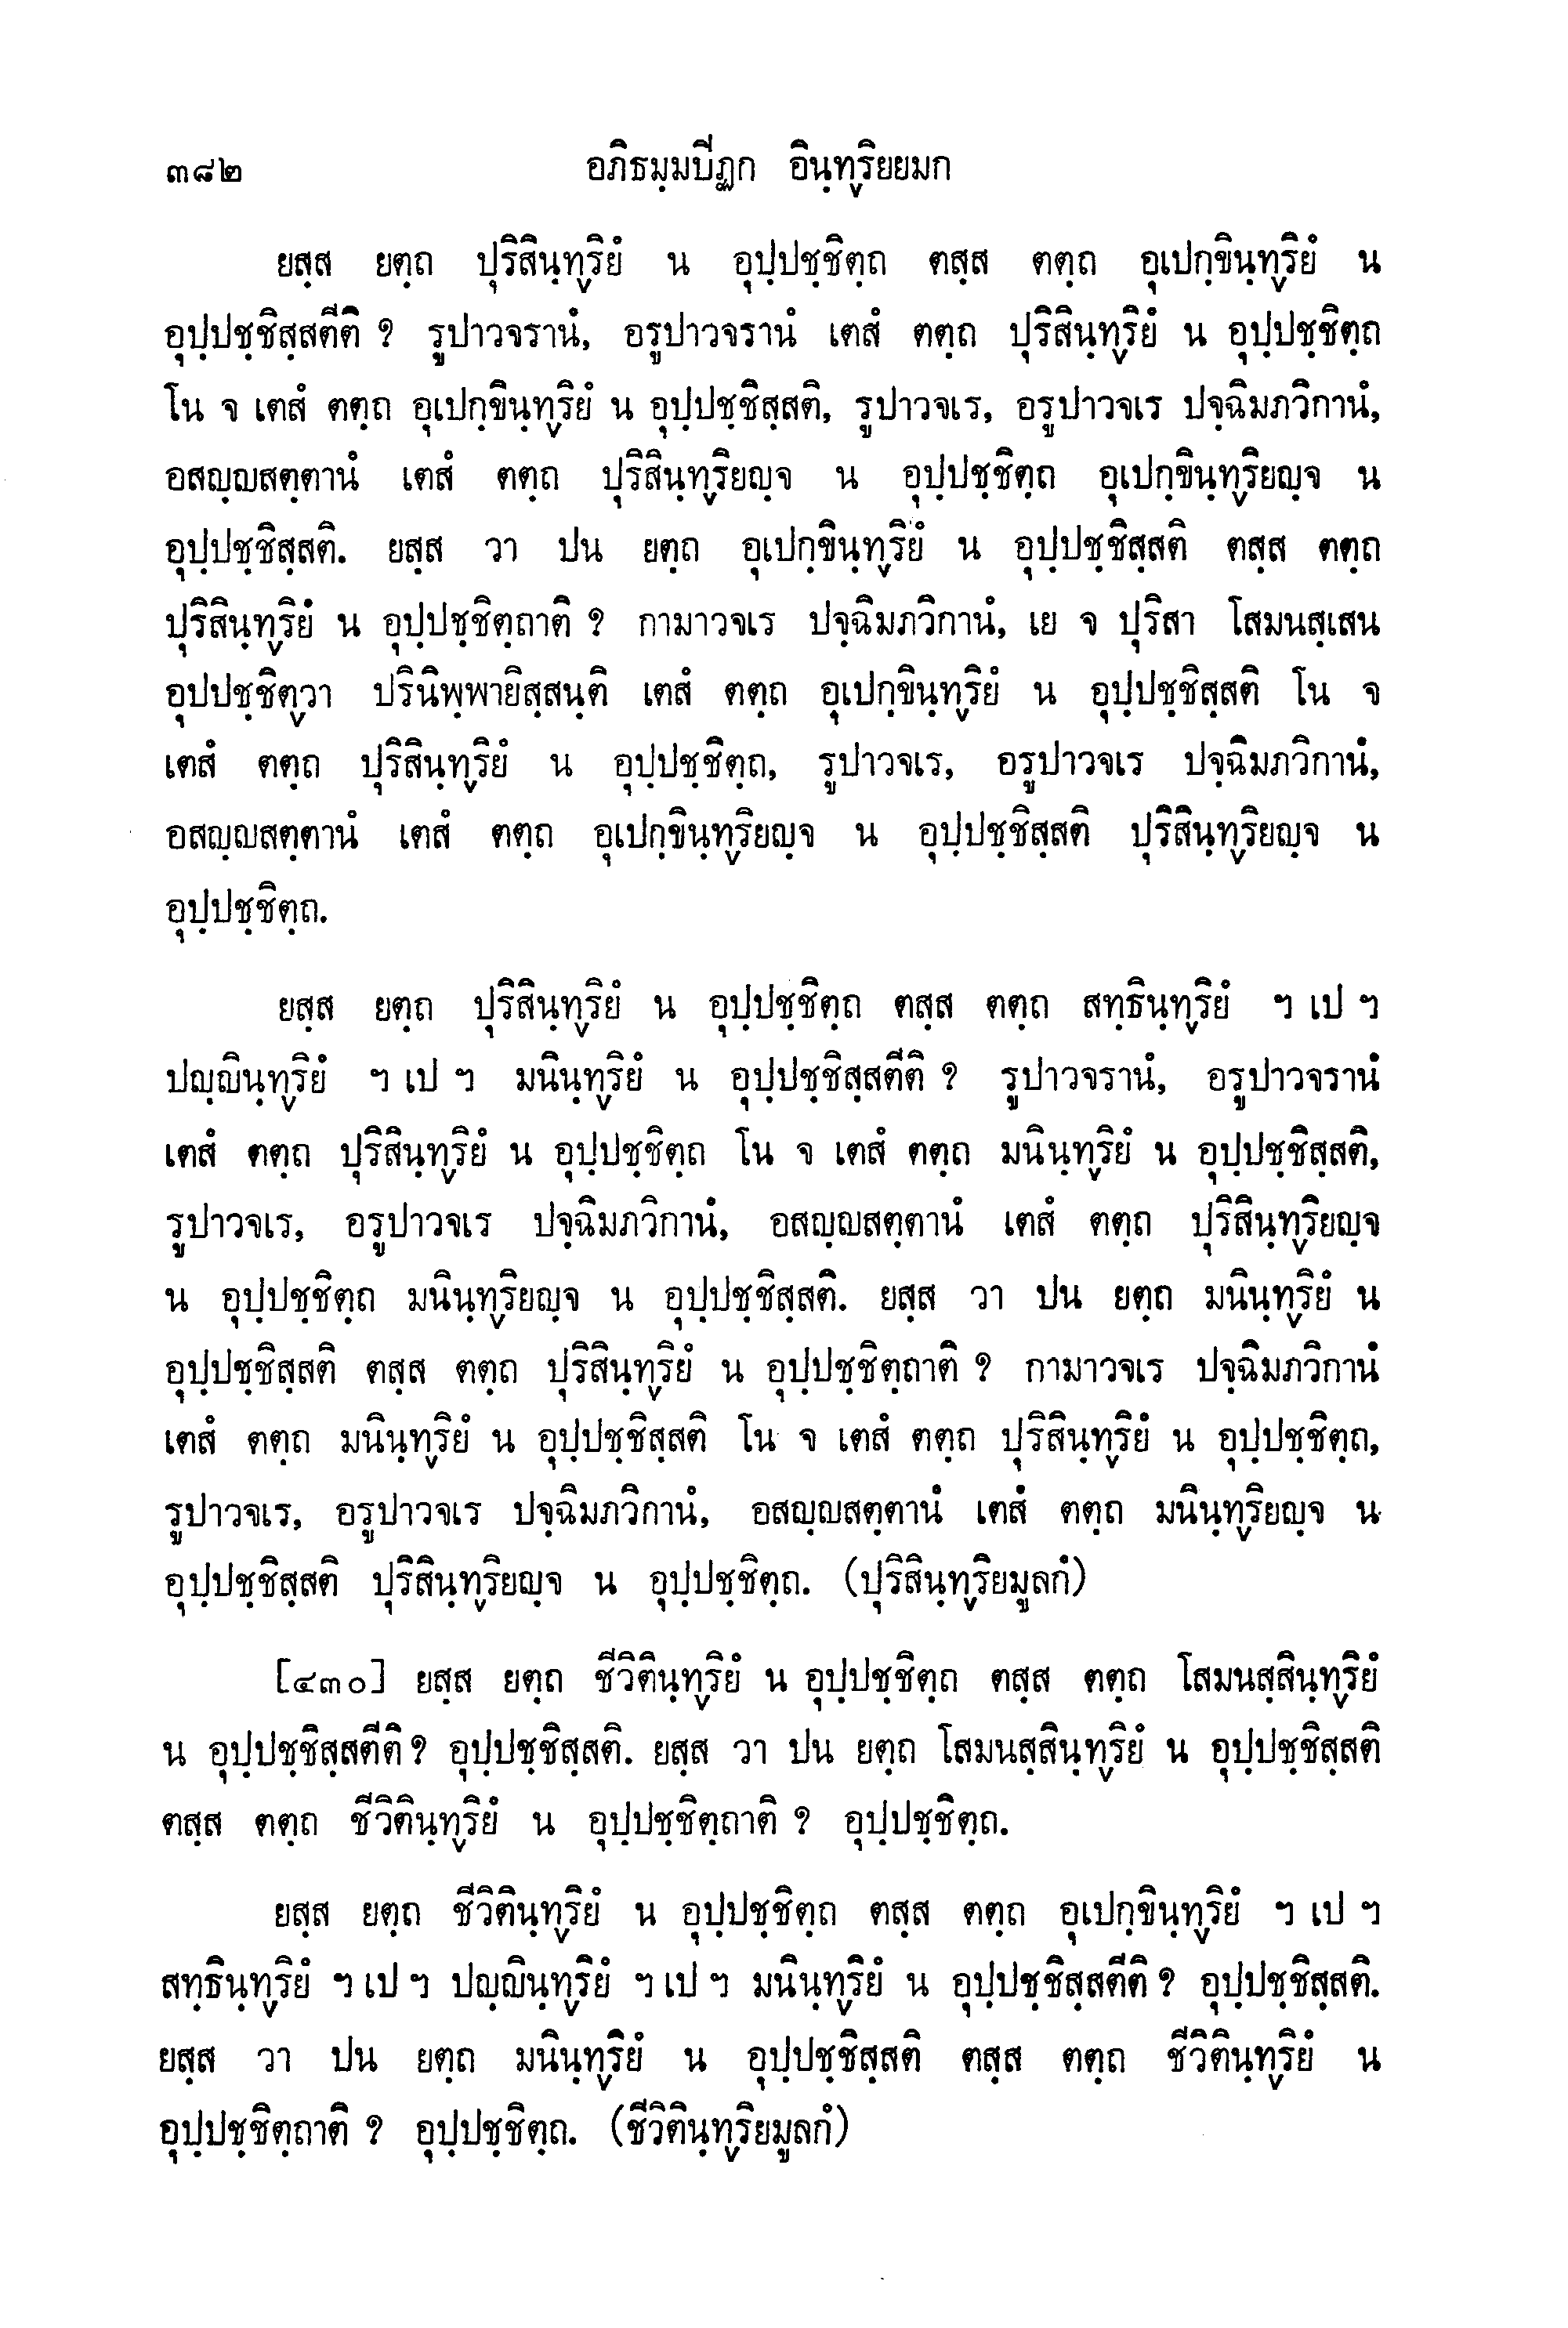 ๓๘๒ อภิธมฺมปิฏก อินฺทฺริยยมก
ยสฺส ยตฺถ ปุริสินฺทฺริยํ น อุปฺปชฺชิตฺถ ตสฺส ตตฺถ อุเปกฺขินฺทฺริยํ น
อุปฺปชฺชิสฺสตีติ ? รูปาวจรานํ, อรูปาวจรานํ เตสํ ตตฺถ ปุริสินฺทฺริยํ น อุปฺปชฺชิตฺถ
โน จ เตสํ ตตฺถ อุเปกฺขินฺทฺริยํ น อุปฺปชฺชิสฺสติ, รูปาวจเร, อรูปาวจเร ปจฺฉิมภวิกานํ,
อสญฺญสตฺตานํ เตสํ ตตฺถ ปุริสินฺทฺริยญฺจ น อุปฺปชฺชิตฺถ อุเปกฺขินฺทฺริยญฺจ น
อุปฺปชฺชิสฺสติ. ยสฺส วา ปน ยตฺถ อุเปกฺขินฺทฺริยํ น อุปฺปชฺชิสฺสติ ตสฺส ตตฺถ
ปุริสินฺทฺริยํ น อุปฺปชฺชิตฺถาติ ? กามาวจเร ปจฺฉิมภวิกานํ, เย จ ปุริสา โสมนสฺเสน
อุปปชฺชิตฺวา ปรินิพฺพายิสฺสนฺติ เตสํ ตตฺถ อุเปกฺขินฺทฺริยํ น อุปฺปชฺชิสฺสติ โน จ
เตสํ ตตฺถ ปุริสินฺทฺริยํ น อุปฺปชฺชิตฺถ, รูปาวจเร, อรูปาวจเร ปจฺฉิมภวิกานํ,
อสญฺญสตฺตานํ เตสํ ตตฺถ อุเปกฺขินฺทฺริยญฺจ น อุปฺปชฺชิสฺสติ ปุริสินฺทฺริยญฺจ น
อุปฺปชฺชิตฺถ.
ยสฺส ยตฺถ ปุริสินฺทฺริยํ น อุปฺปชฺชิตฺถ ตสฺส ตตฺถ สทฺธินฺทฺริยํ ฯ เป ฯ
ปญฺญินฺทฺริยํ ฯ เป ฯ มนินฺทฺริยํ น อุปฺปชฺชิสฺสตีติ ? รูปาวจรานํ, อรูปาวจรานํ
เตสํ ตตฺถ ปุริสินฺทฺริยํ น อุปฺปชฺชิตฺถ โน จ เตสํ ตตฺถ มนินฺทฺริยํ น อุปฺปชฺชิสฺสติ,
รูปาวจเร, อรูปาวจเร ปจฺฉิมภวิกานํ, อสญฺญสตฺตานํ เตสํ ตตฺถ ปุริสินฺทฺริยญฺจ
น อุปฺปชฺชิตฺถ มนินฺทฺริยญฺจ น อุปฺปชฺชิสฺสติ. ยสฺส วา ปน ยตฺถ มนินฺทฺริยํ น
อุปฺปชฺชิสฺสติ ตสฺส ตตฺถ ปุริสินฺทฺริยํ น อุปฺปชฺชิตฺถาติ ? กามาวจเร ปจฺฉิมภวิกานํ
เตสํ ตตฺถ มนินฺทฺริยํ น อุปฺปชฺชิสฺสติ โน จ เตสํ ตตฺถ ปุริสินฺทฺริยํ น อุปฺปชฺชิตฺถ,
รูปาวจเร, อรูปาวจเร ปจฺฉิมภวิกานํ, อสญฺญสตฺตานํ เตสํ ตตฺถ มนินฺทฺริยญฺจ น
อุปฺปชฺชิสฺสติ ปุริสินฺทฺริยญฺจ น อุปฺปชฺชิตฺถ. (ปุริสินฺทฺริยมูลกํ)
[๔๓๐] ยสฺส ยตฺถ ชีวิตินฺทฺริยํ น อุปฺปชฺชิตฺถ ตสฺส ตตฺถ โสมนสฺสินฺทฺริยํ
น อุปฺปชฺชิสฺสตีติ ? อุปฺปชฺชิสฺสติ. ยสฺส วา ปน ยตฺถ โสมนสฺสินฺทฺริยํ น อุปฺปชฺชิสฺสติ
ตสฺส ตตฺถ ชีวิตินฺทฺริยํ น อุปฺปชฺชิตฺถาติ ? อุปฺปชฺชิตฺถ.
ยสฺส ยตฺถ ชีวิตินฺทฺริยํ น อุปฺปชฺชิตฺถ ตสฺส ตตฺถ อุเปกฺขินฺทฺริยํ ฯ เป ฯ
สทฺธินฺทฺริยํ ฯ เป ฯ ปญฺญินฺทฺริยํ ฯ เป ฯ มนินฺทฺริยํ น อุปฺปชฺชิสฺสตีติ ? อุปฺปชฺชิสฺสติ.
ยสฺส วา ปน ยตฺถ มนินฺทฺริยํ น อุปฺปชฺชิสฺสติ ตสฺส ตตฺถ ชีวิตินฺทฺริยํ น
อุปฺปชฺชิตฺถาติ ? อุปฺปชฺชิตฺถ. (ชีวิตินฺทฺริยมูลกํ)